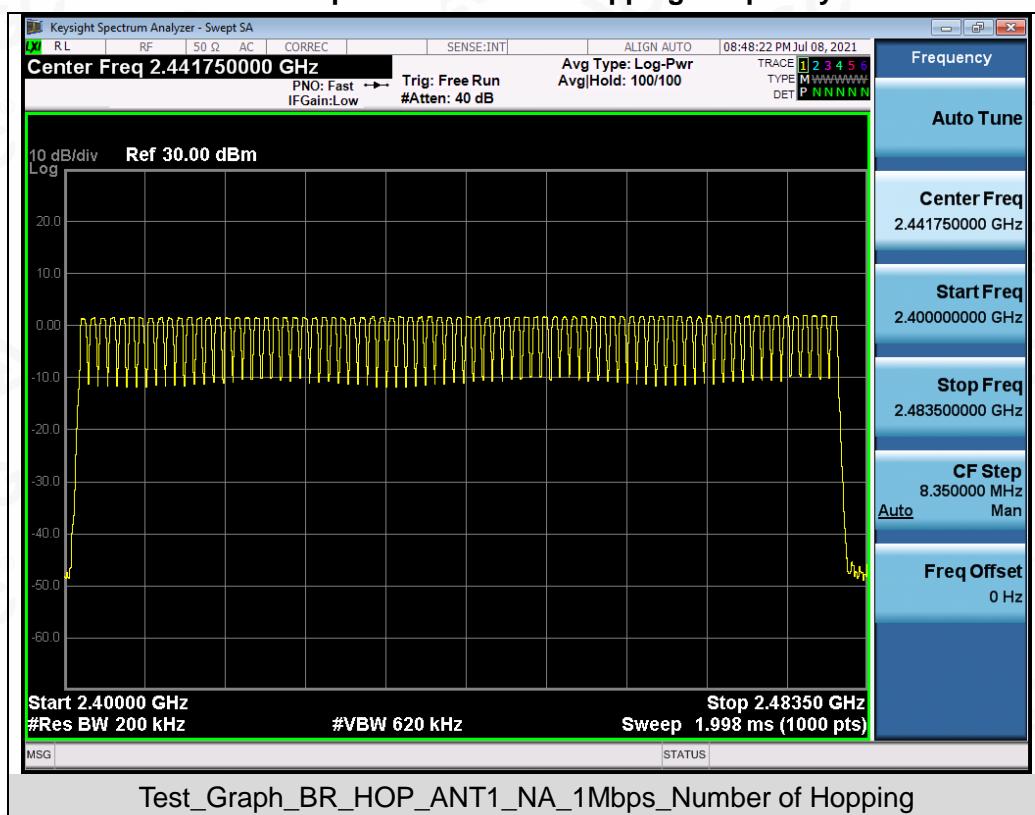 Keysight Spectrum Analyzer - Swept SA
LXI RL RF 50 Ω AC CORREC SENSE:INT ALIGN AUTO 08:48:22 PM Jul 08, 2021
Center Freq 2.441750000 GHz
PNO: Fast
IFGain:Low
Trig: Free Run
#Atten: 40 dB
Avg Type: Log-Pwr
Avg|Hold: 100/100
TRACE 1 2 3 4 5 6
TYPE M WWWWW
DET P N N N N N
Frequency
Auto Tune
Center Freq
2.441750000 GHz
Start Freq
2.400000000 GHz
Stop Freq
2.483500000 GHz
CF Step
8.350000 MHz
Auto Man
Freq Offset
0 Hz
10 dB/div Ref 30.00 dBm
Log
20.0
10.0
0.00
-10.0
-20.0
-30.0
-40.0
-50.0
-60.0
Start 2.40000 GHz Stop 2.48350 GHz
#Res BW 200 kHz #VBW 620 kHz Sweep 1.998 ms (1000 pts)
MSG STATUS
Test_Graph_BR_HOP_ANT1_NA_1Mbps_Number of Hopping